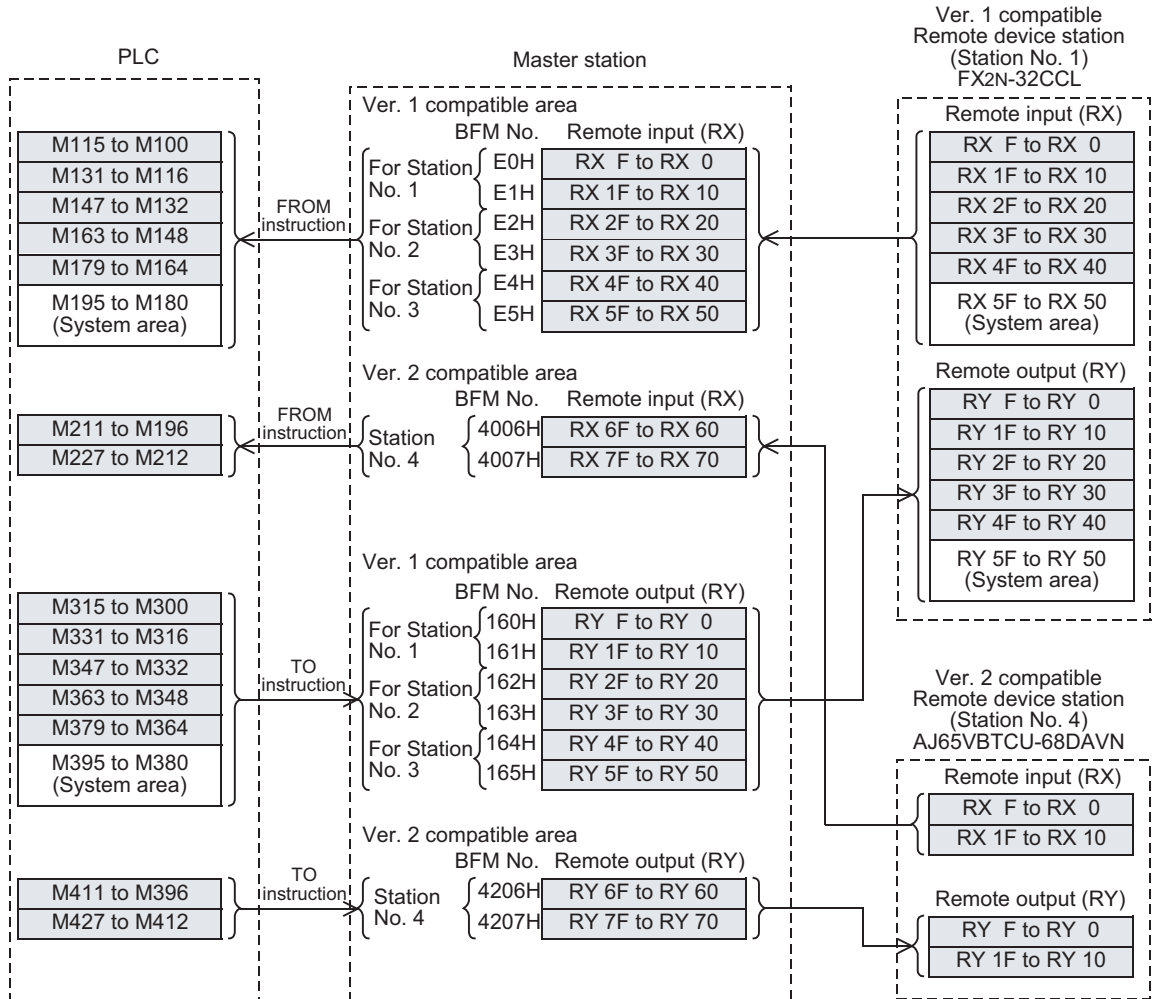 PLC
Master station
Ver. 1 compatible
Remote device station
(Station No. 1)
FX2N-32CCL
M115 to M100
M131 to M116
M147 to M132
M163 to M148
M179 to M164
M195 to M180
(System area)
FROM
instruction
Ver. 1 compatible area
BFM No. Remote input (RX)
For Station
No. 1
E0H RX F to RX 0
E1H RX 1F to RX 10
For Station
No. 2
E2H RX 2F to RX 20
E3H RX 3F to RX 30
For Station
No. 3
E4H RX 4F to RX 40
E5H RX 5F to RX 50
Remote input (RX)
RX F to RX 0
RX 1F to RX 10
RX 2F to RX 20
RX 3F to RX 30
RX 4F to RX 40
RX 5F to RX 50
(System area)
M211 to M196
M227 to M212
FROM
instruction
Ver. 2 compatible area
BFM No. Remote input (RX)
Station
No. 4
4006H RX 6F to RX 60
4007H RX 7F to RX 70
Remote output (RY)
RY F to RY 0
RY 1F to RY 10
RY 2F to RY 20
RY 3F to RY 30
RY 4F to RY 40
RY 5F to RY 50
(System area)
M315 to M300
M331 to M316
M347 to M332
M363 to M348
M379 to M364
M395 to M380
(System area)
TO
instruction
Ver. 1 compatible area
BFM No. Remote output (RY)
For Station
No. 1
160H RY F to RY 0
161H RY 1F to RY 10
For Station
No. 2
162H RY 2F to RY 20
163H RY 3F to RY 30
For Station
No. 3
164H RY 4F to RY 40
165H RY 5F to RY 50
Ver. 2 compatible
Remote device station
(Station No. 4)
AJ65VBTCU-68DAVN
Remote input (RX)
RX F to RX 0
RX 1F to RX 10
M411 to M396
M427 to M412
TO
instruction
Ver. 2 compatible area
BFM No. Remote output (RY)
Station
No. 4
4206H RY 6F to RY 60
4207H RY 7F to RY 70
Remote output (RY)
RY F to RY 0
RY 1F to RY 10